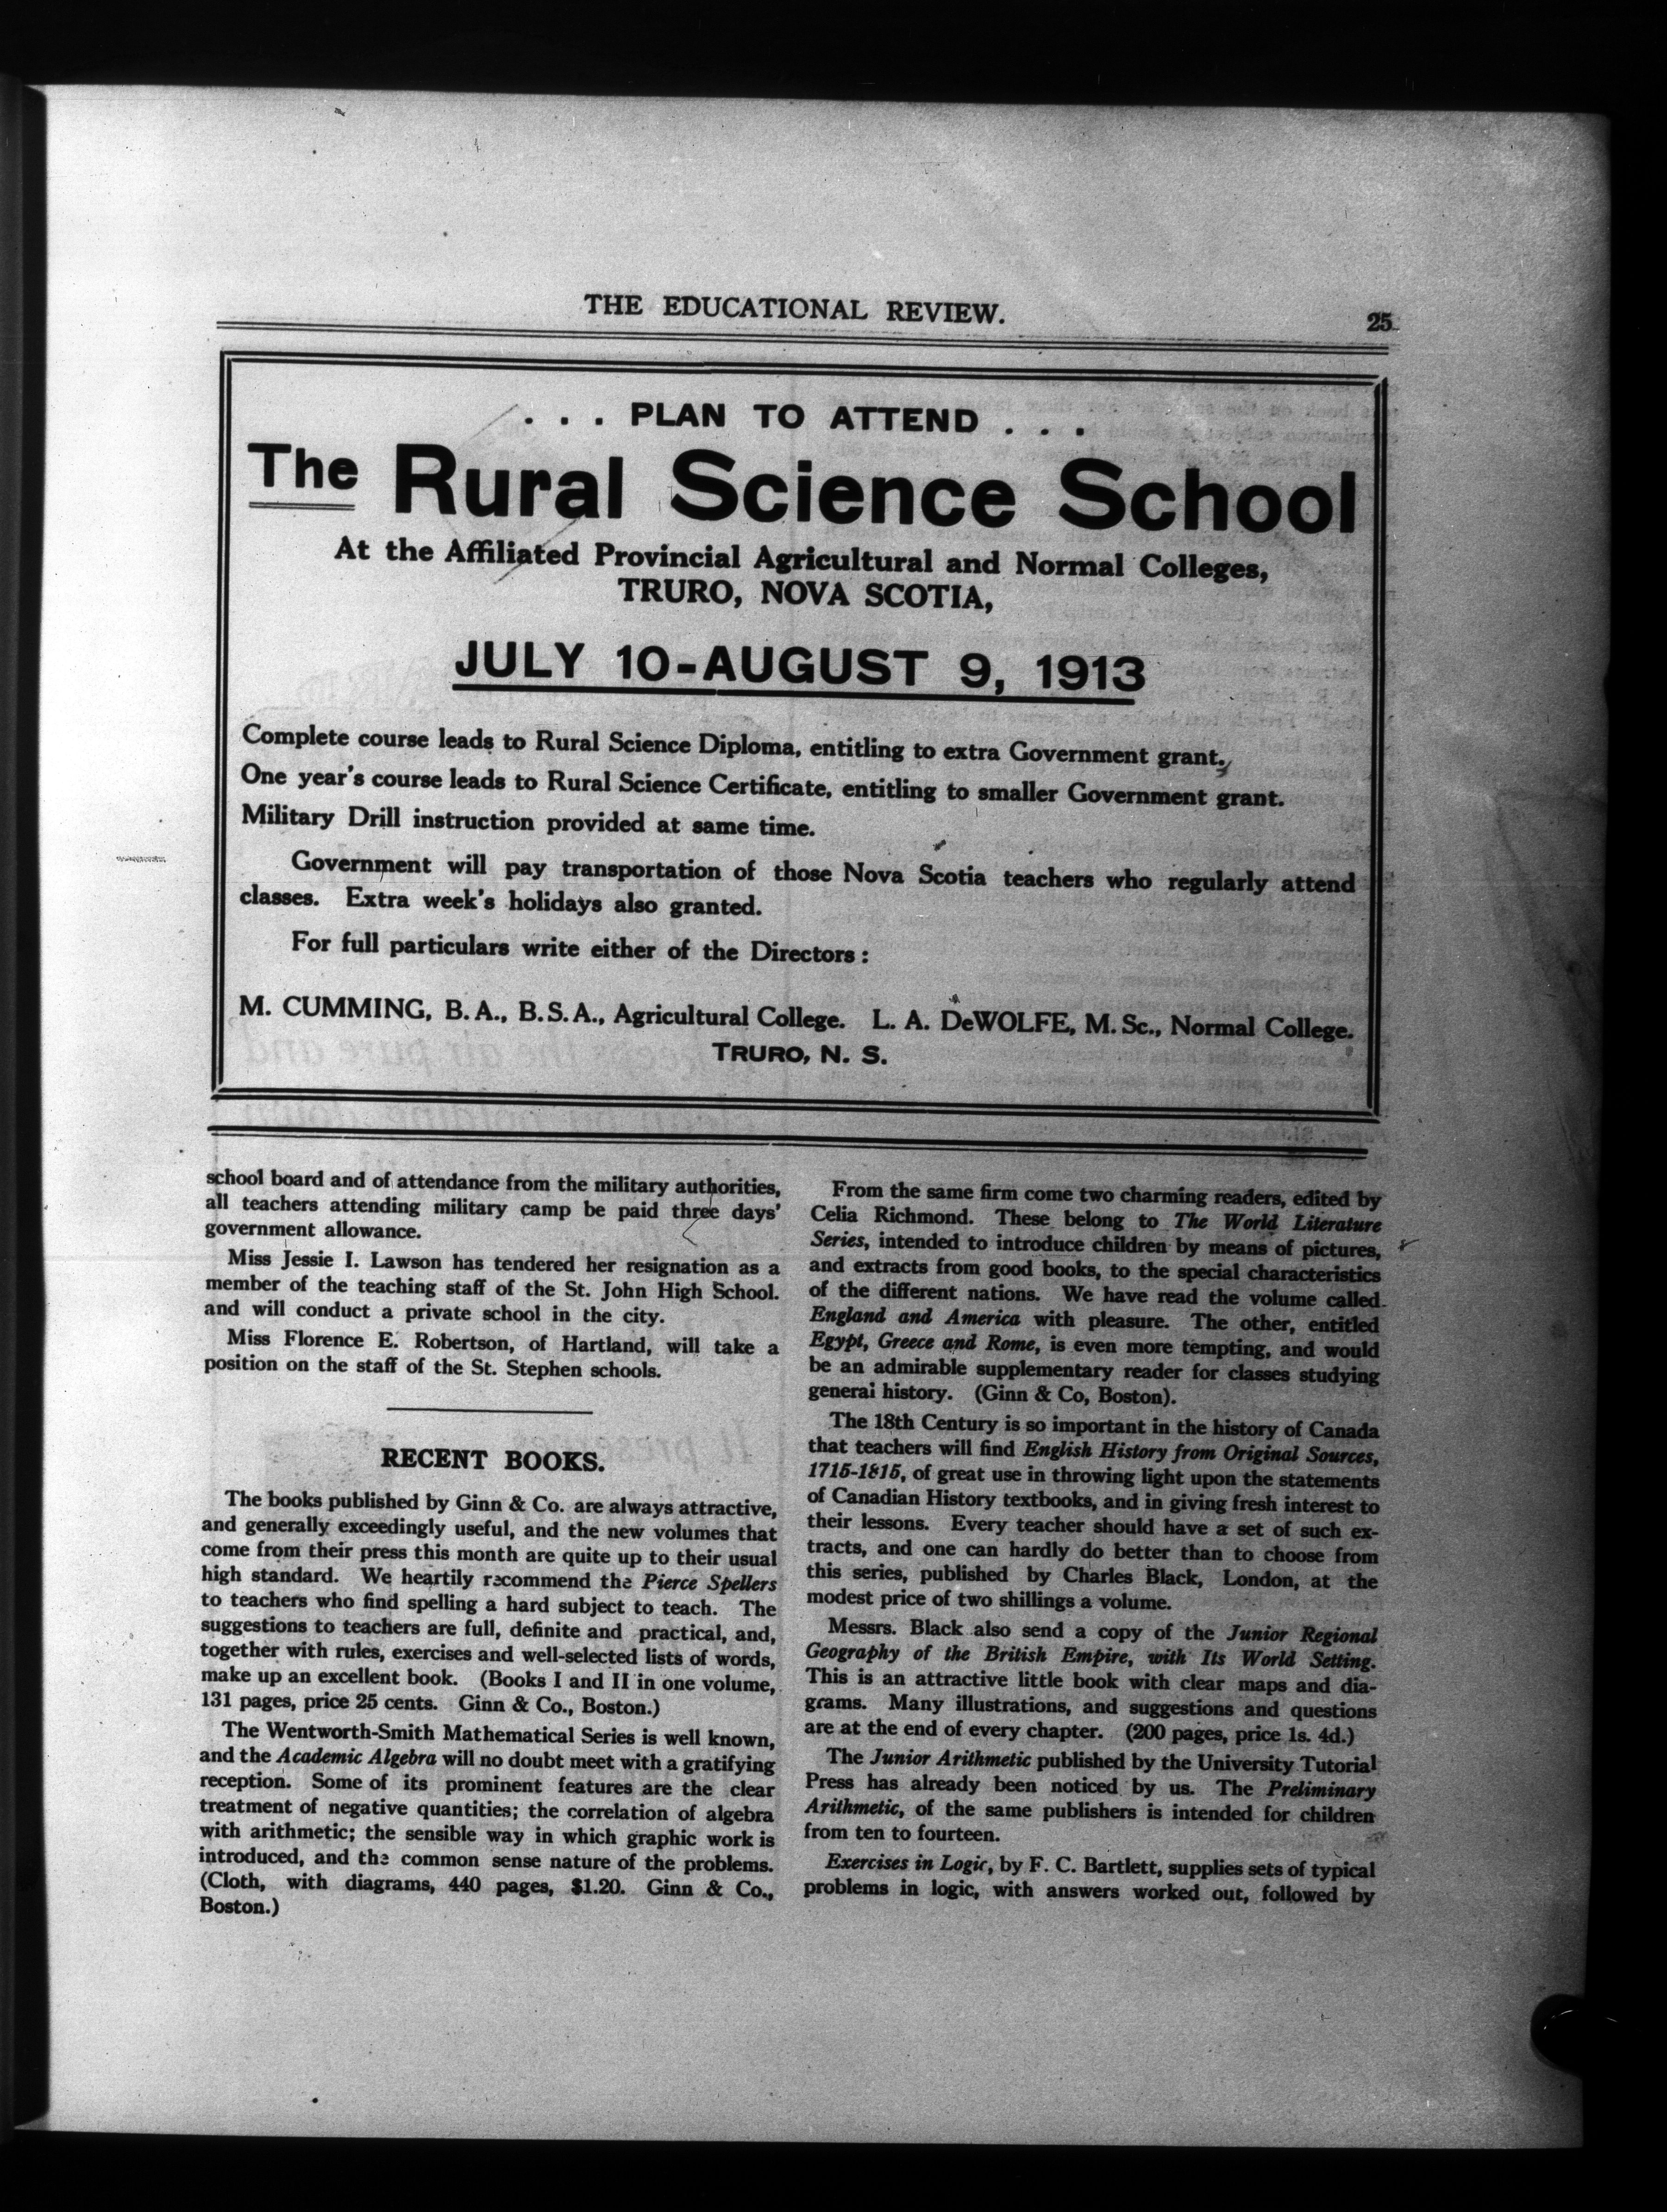 THE EDUCATIONAL REVIEW.
25
. . . PLAN TO ATTEND . . .
The Rural Science School
At the Affiliated Provincial Agricultural and Normal Colleges,
TRURO, NOVA SCOTIA,
JULY 10-AUGUST 9, 1913
Complete course leads to Rural Science Diploma, entitling to extra Government grant.
One year's course leads to Rural Science Certificate, entitling to smaller Government grant.
Military Drill instruction provided at same time.
Government will pay transportation of those Nova Scotia teachers who regularly attend
classes. Extra week's holidays also granted.
For full particulars write either of the Directors:
M. CUMMING, B.A., B.S.A., Agricultural College. L. A. DeWOLFE, M. Sc., Normal College.
TRURO, N. S.
school board and of attendance from the military authorities,
all teachers attending military camp be paid three days'
government allowance.
Miss Jessie I. Lawson has tendered her resignation as a
member of the teaching staff of the St. John High School.
and will conduct a private school in the city.
Miss Florence E. Robertson, of Hartland, will take a
position on the staff of the St. Stephen schools.
RECENT BOOKS.
The books published by Ginn & Co. are always attractive,
and generally exceedingly useful, and the new volumes that
come from their press this month are quite up to their usual
high standard. We heartily recommend the Pierce Spellers
to teachers who find spelling a hard subject to teach. The
suggestions to teachers are full, definite and practical, and,
together with rules, exercises and well-selected lists of words,
make up an excellent book. (Books I and II in one volume,
131 pages, price 25 cents. Ginn & Co., Boston.)
The Wentworth-Smith Mathematical Series is well known,
and the Academic Algebra will no doubt meet with a gratifying
reception. Some of its prominent features are the clear
treatment of negative quantities; the correlation of algebra
with arithmetic; the sensible way in which graphic work is
introduced, and the common sense nature of the problems.
(Cloth, with diagrams, 440 pages, $1.20. Ginn & Co.,
Boston.)
From the same firm come two charming readers, edited by
Celia Richmond. These belong to The World Literature
Series, intended to introduce children by means of pictures,
and extracts from good books, to the special characteristics
of the different nations. We have read the volume called
England and America with pleasure. The other, entitled
Egypt, Greece and Rome, is even more tempting, and would
be an admirable supplementary reader for classes studying
general history. (Ginn & Co, Boston).
The 18th Century is so important in the history of Canada
that teachers will find English History from Original Sources,
1715-1815, of great use in throwing light upon the statements
of Canadian History textbooks, and in giving fresh interest to
their lessons. Every teacher should have a set of such ex-
tracts, and one can hardly do better than to choose from
this series, published by Charles Black, London, at the
modest price of two shillings a volume.
Messrs. Black also send a copy of the Junior Regional
Geography of the British Empire, with Its World Setting.
This is an attractive little book with clear maps and dia-
grams. Many illustrations, and suggestions and questions
are at the end of every chapter. (200 pages, price 1s. 4d.)
The Junior Arithmetic published by the University Tutorial
Press has already been noticed by us. The Preliminary
Arithmetic, of the same publishers is intended for children
from ten to fourteen.
Exercises in Logic, by F. C. Bartlett, supplies sets of typical
problems in logic, with answers worked out, followed by